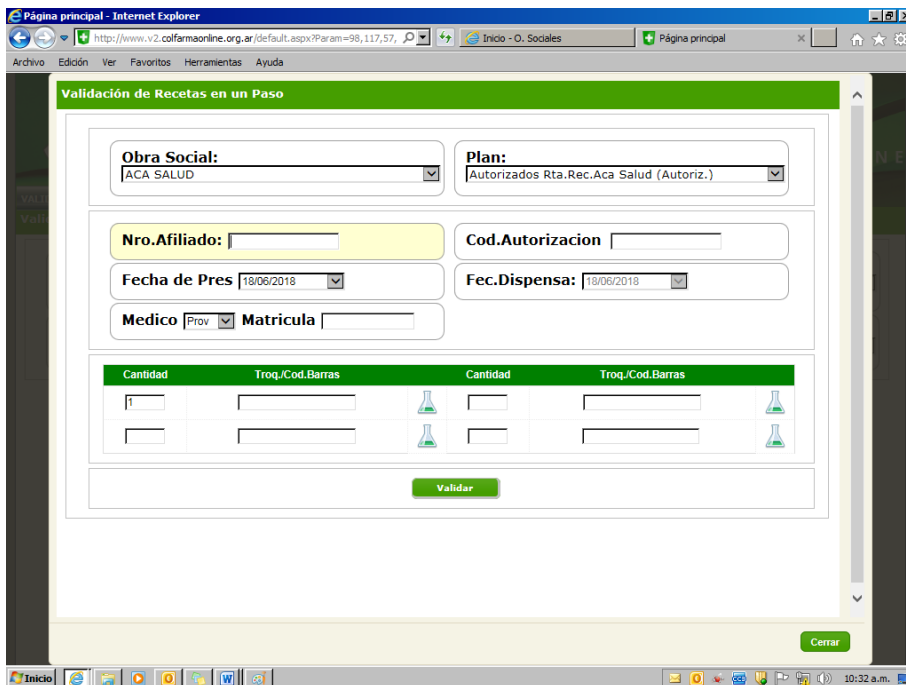 Página principal - Internet Explorer
http://www.v2.colfarmaonline.org.ar/default.aspx?Param=98,117,57,
Inicio - O. Sociales
Página principal
Archivo Edición Ver Favoritos Herramientas Ayuda
Validación de Recetas en un Paso
Obra Social: Plan:
ACA SALUD Autorizados Rta.Rec.Aca Salud (Autoriz.)
Nro.Afiliado: Cod.Autorizacion
Fecha de Pres 18/06/2018 Fec.Dispensa: 18/06/2018
Medico Prov Matricula
Cantidad Troq./Cod.Barras Cantidad Troq./Cod.Barras
1
Validar
Cerrar
Inicio 10:32 a.m.